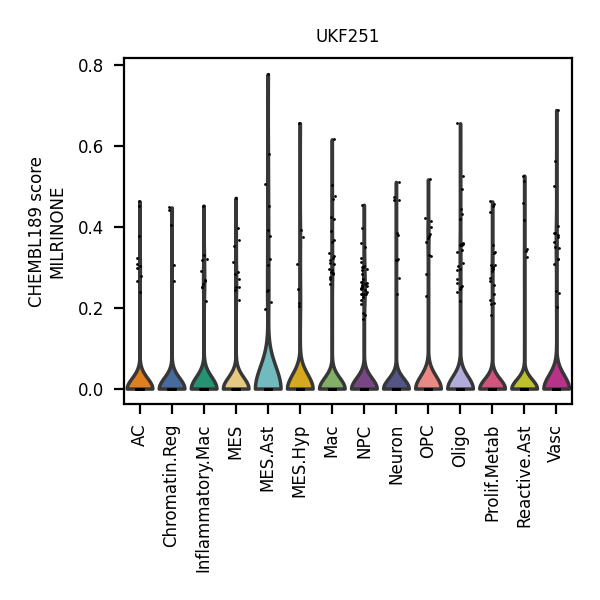 UKF251
CHEMBL189 score
MILRINONE
0.8
0.6
0.4
0.2
0.0
AC
Chromatin.Reg
Inflammatory.Mac
MES
MES.Ast
MES.Hyp
Mac
NPC
Neuron
OPC
Oligo
Prolif.Metab
Reactive.Ast
Vasc